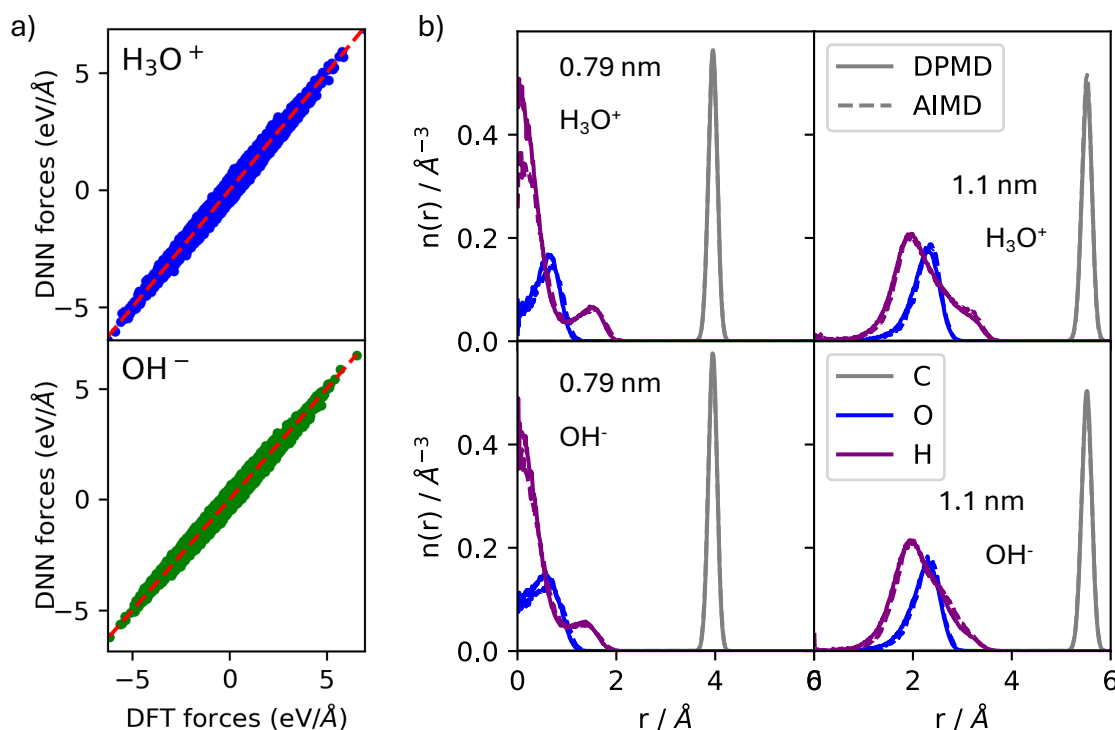 a)
H₃O⁺
DNN forces (eV/Å)
5
0
−5
OH⁻
DNN forces (eV/Å)
5
0
−5
−5 0 5
DFT forces (eV/Å)
b)
0.79 nm
H₃O⁺
n(r) / Å⁻³
0.4
0.2
0.0
DPMD
AIMD
1.1 nm
H₃O⁺
0.79 nm
OH⁻
n(r) / Å⁻³
0.4
0.2
0.0
0 2 4 6
r / Å
C
O
H
1.1 nm
OH⁻
0 2 4 6
r / Å